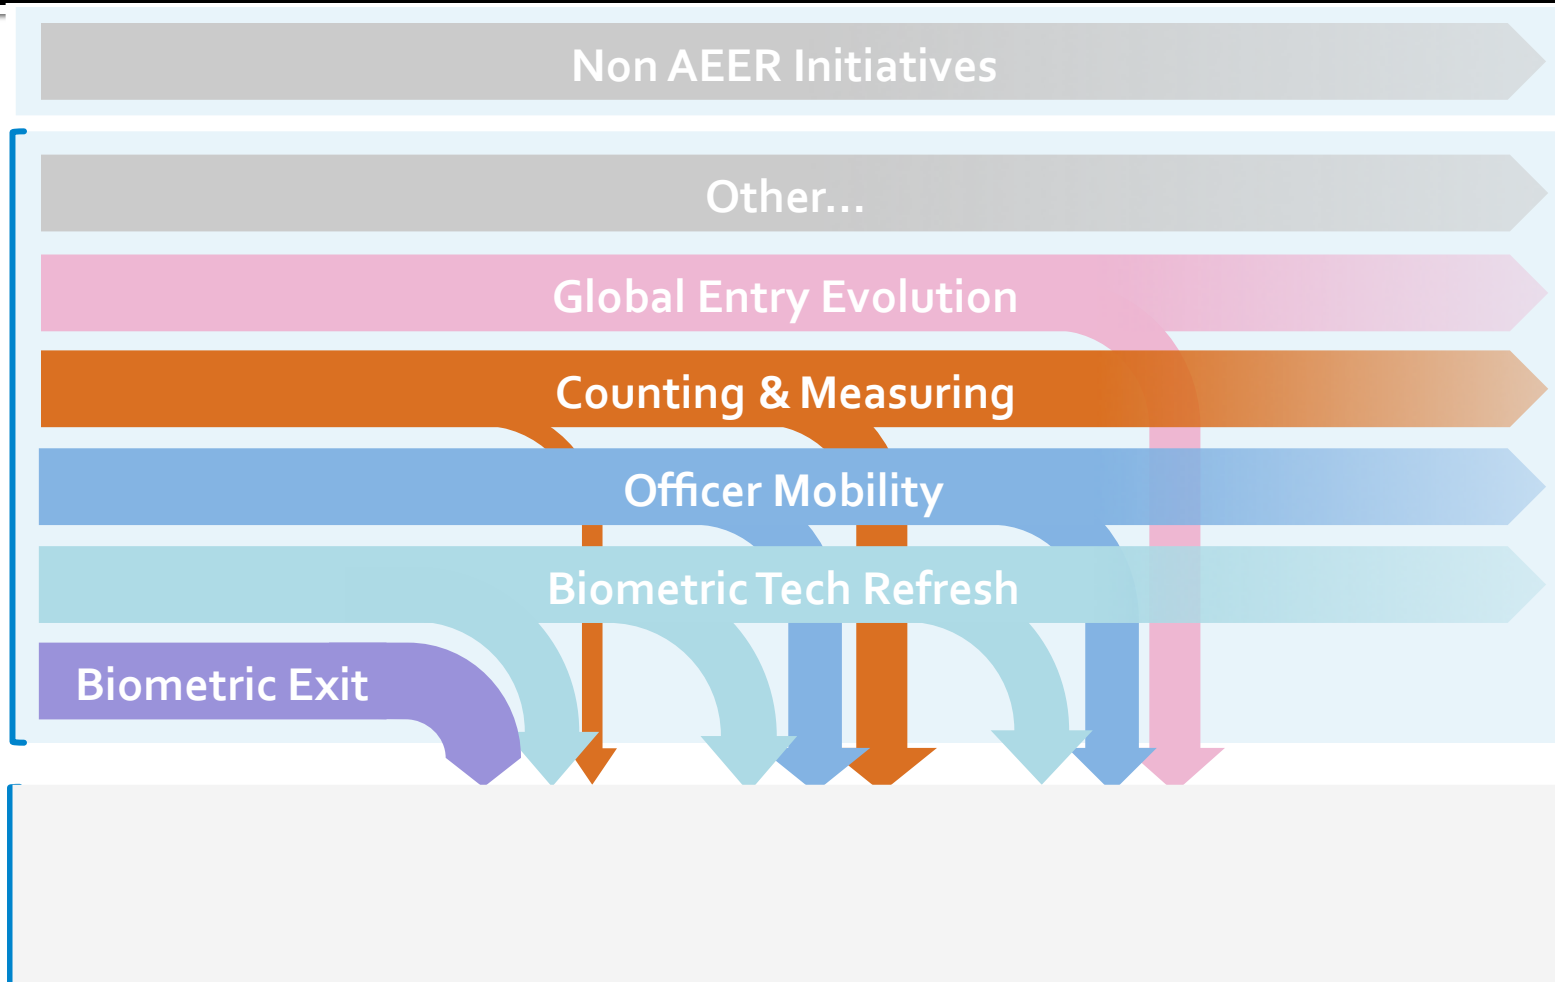 Non AEER Initiatives
Other...
Global Entry Evolution
Counting & Measuring
Officer Mobility
Biometric Tech Refresh
Biometric Exit